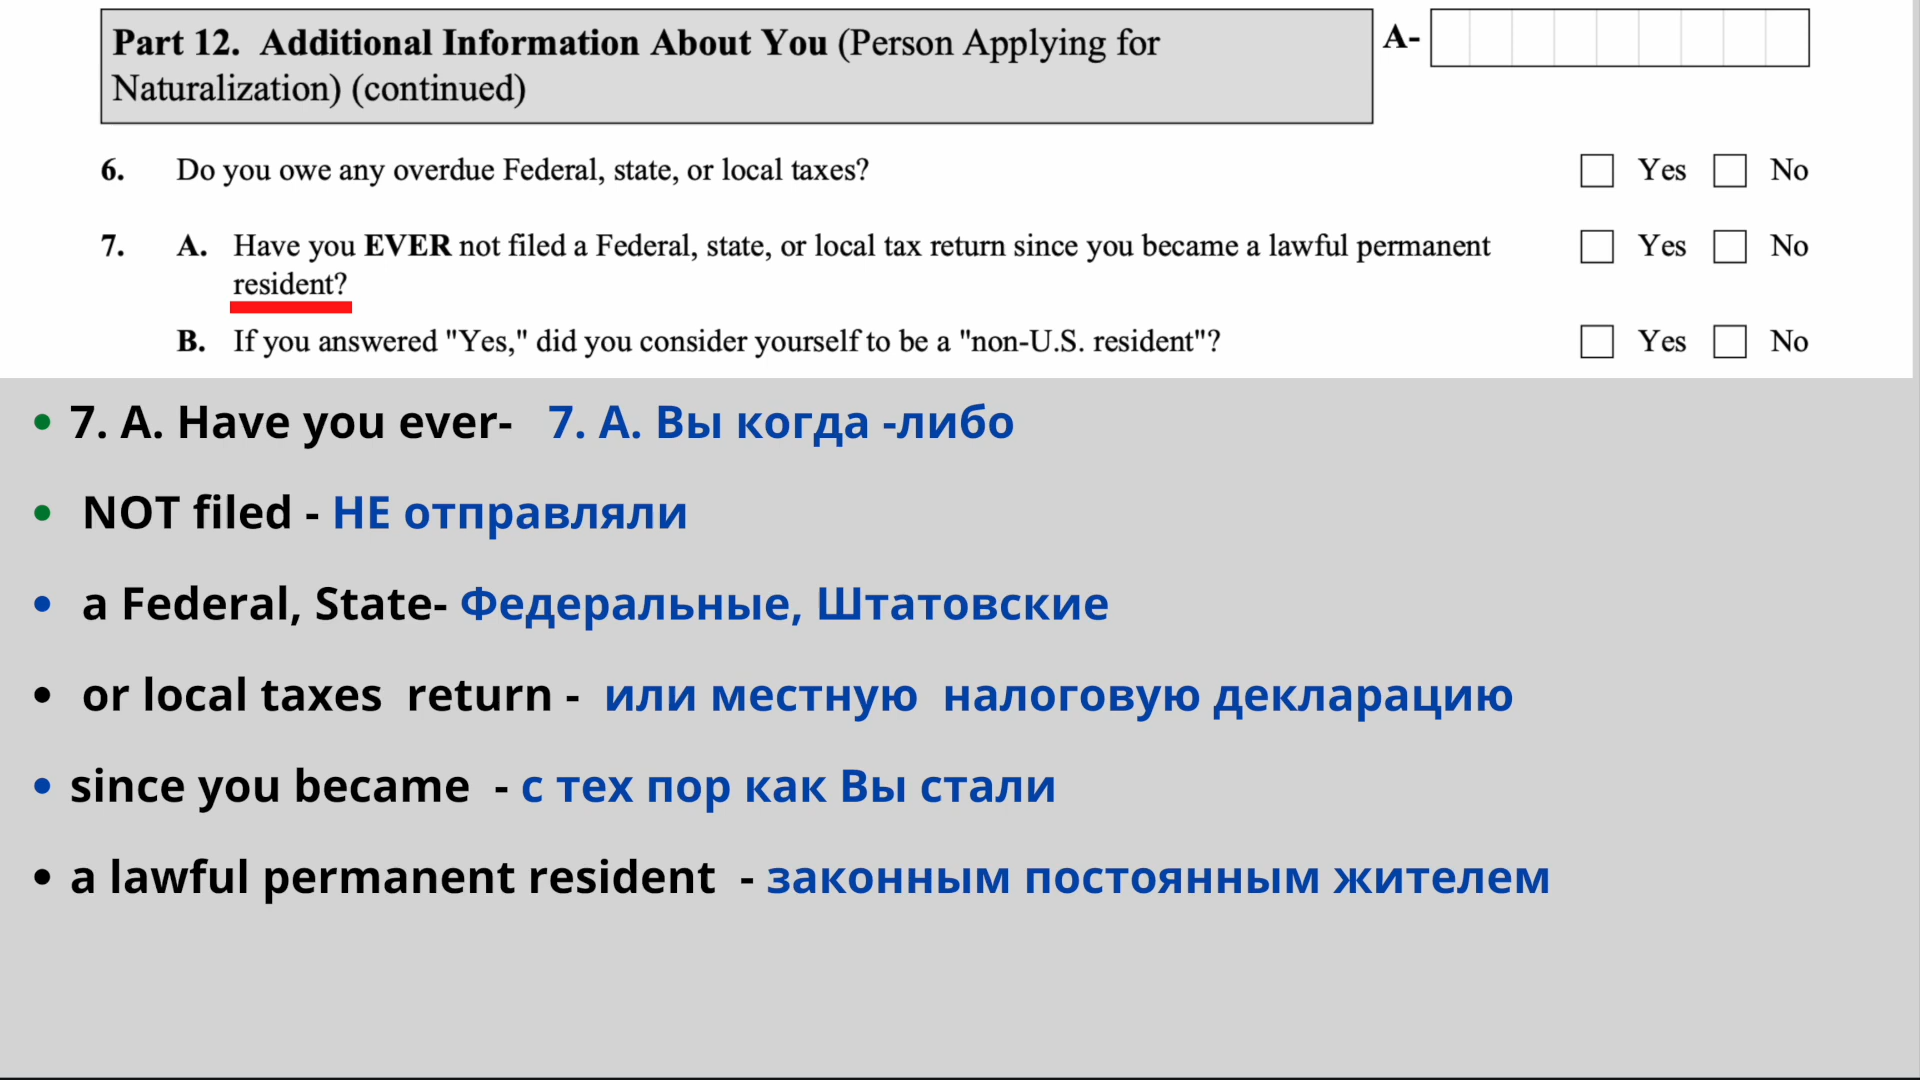 Part 12. Additional Information About You (Person Applying for
Naturalization) (continued)
A-
6. Do you owe any overdue Federal, state, or local taxes? Yes No
7. A. Have you EVER not filed a Federal, state, or local tax return since you became a lawful permanent Yes No
resident?
B. If you answered "Yes," did you consider yourself to be a "non-U.S. resident"? Yes No
• 7. A. Have you ever- 7. А. Вы когда -либо
• NOT filed - НЕ отправляли
• a Federal, State- Федеральные, Штатовские
• or local taxes return - или местную налоговую декларацию
• since you became - с тех пор как Вы стали
• a lawful permanent resident - законным постоянным жителем